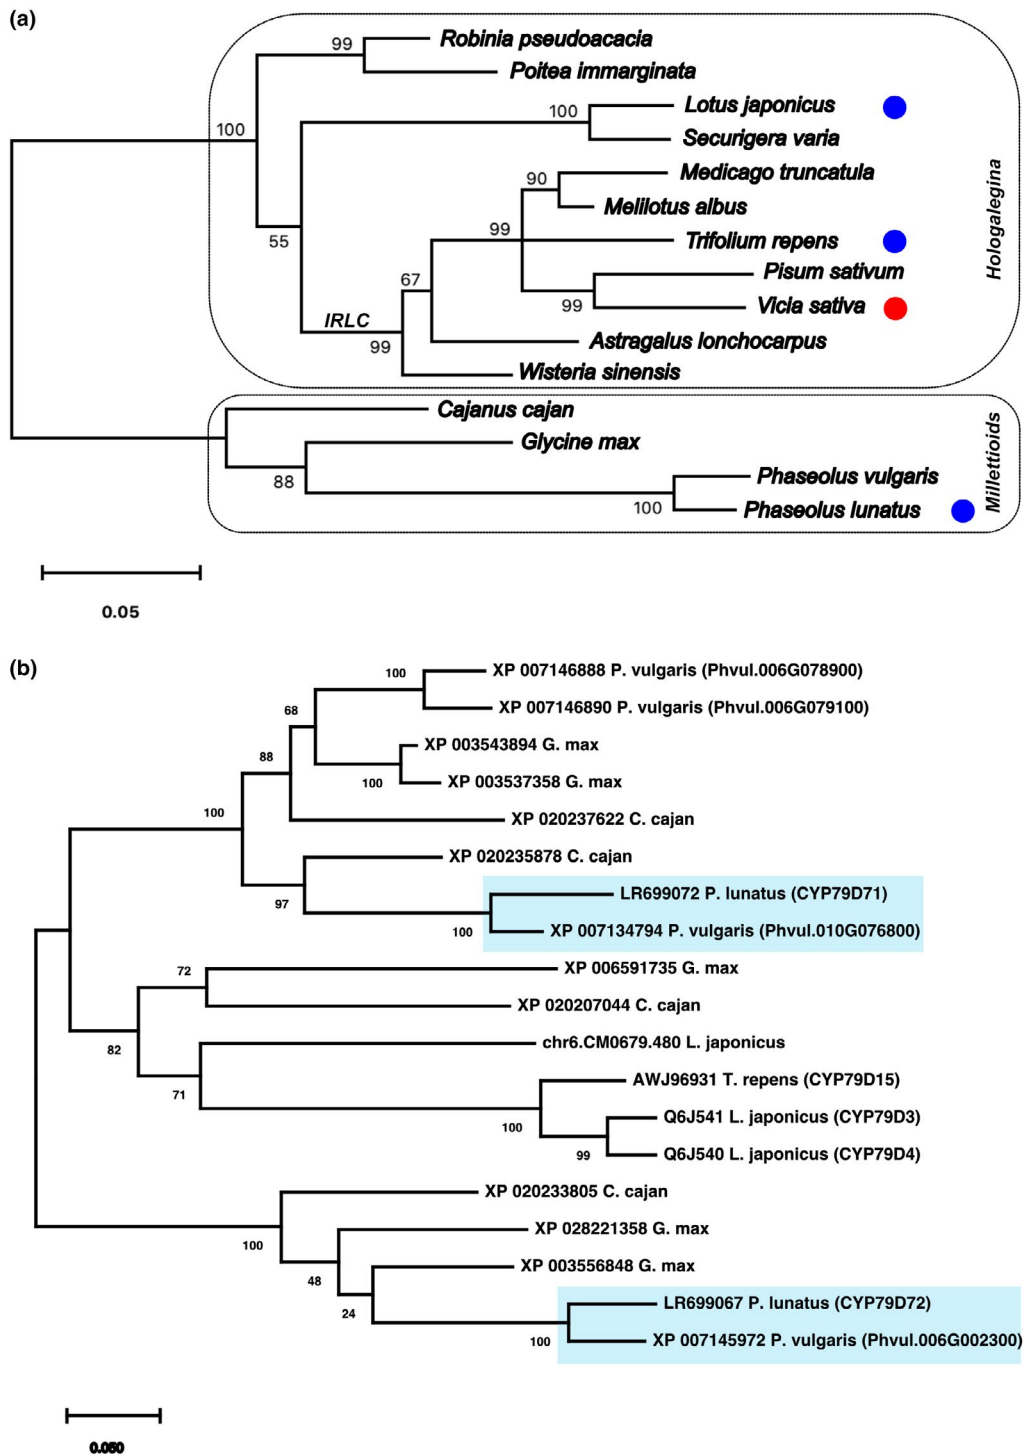 (a)
99
Robinia pseudoacacia
Poitea immarginata
100
Lotus japonicus
100
Securigera varia
90
Medicago truncatula
Melilotus albus
99
Trifolium repens
55
67
Pisum sativum
99
Vicia sativa
IRLC
99
Astragalus lonchocarpus
Wisteria sinensis
Hologalegina
Cajanus cajan
Glycine max
88
Phaseolus vulgaris
100
Phaseolus lunatus
Millettioids
0.05
(b)
100
XP 007146888 P. vulgaris (Phvul.006G078900)
XP 007146890 P. vulgaris (Phvul.006G079100)
68
XP 003543894 G. max
88
100
XP 003537358 G. max
100
XP 020237622 C. cajan
XP 020235878 C. cajan
97
LR699072 P. lunatus (CYP79D71)
100
XP 007134794 P. vulgaris (Phvul.010G076800)
72
XP 006591735 G. max
XP 020207044 C. cajan
82
chr6.CM0679.480 L. japonicus
71
AWJ96931 T. repens (CYP79D15)
100
Q6J541 L. japonicus (CYP79D3)
99
Q6J540 L. japonicus (CYP79D4)
XP 020233805 C. cajan
100
XP 028221358 G. max
48
XP 003556848 G. max
24
LR699067 P. lunatus (CYP79D72)
100
XP 007145972 P. vulgaris (Phvul.006G002300)